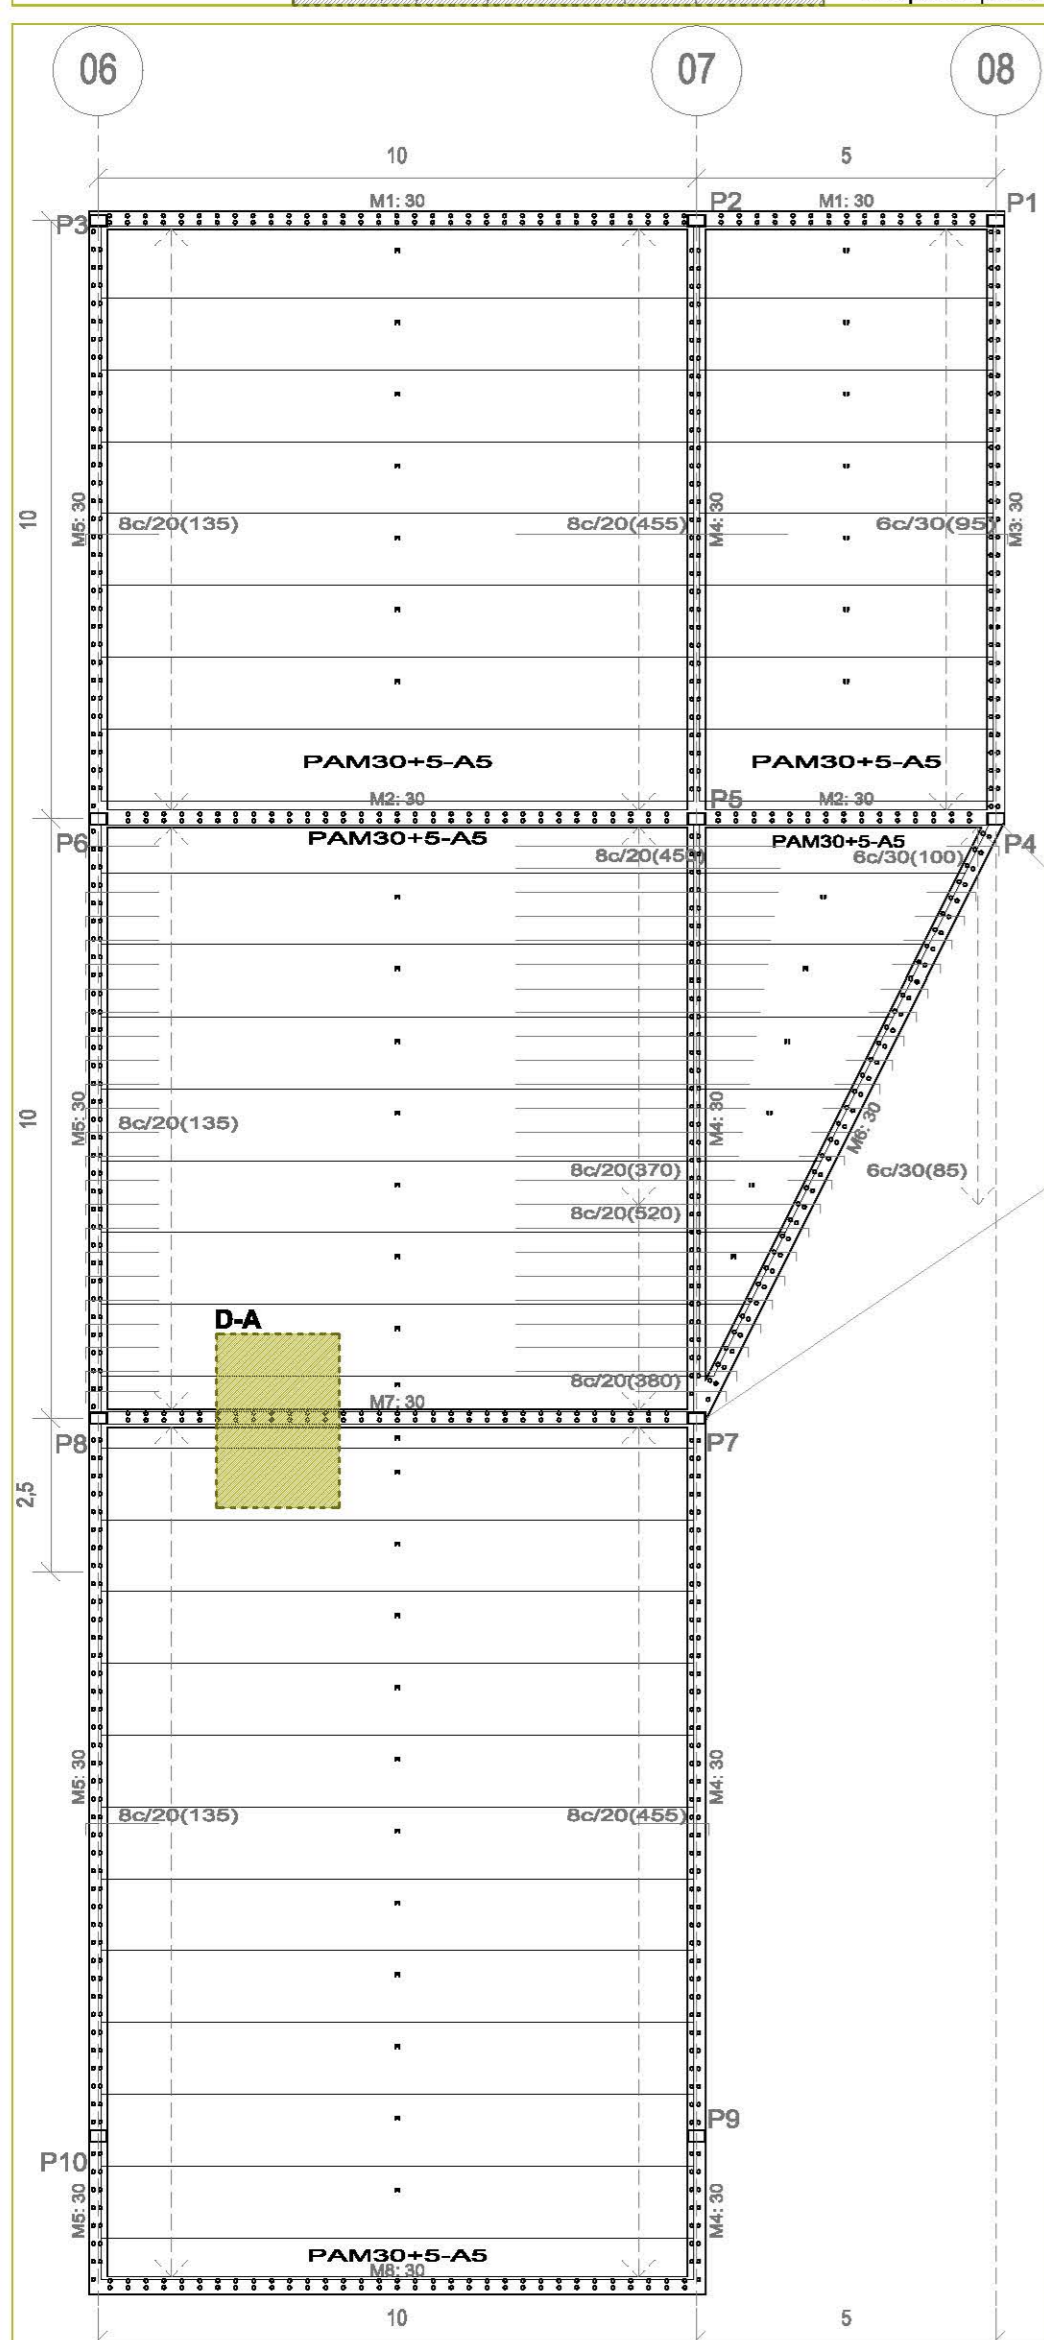 06 07 08
10 5
M1: 30 M1: 30
P3 P2 P1
10
M5: 30 8c/20(135) 8c/20(455) M4: 30 6c/30(95) M3: 30
PAM30+5-A5 PAM30+5-A5
M2: 30 M2: 30
P6 P5 P4
PAM30+5-A5 PAM30+5-A5
8c/20(455) 6c/30(100)
10
M5: 30 8c/20(135) M4: 30 M6: 30
8c/20(370) 6c/30(85)
8c/20(520)
D-A
8c/20(380)
M7: 30
P8 P7
2,5
M5: 30 M4: 30
8c/20(135) 8c/20(455)
P9
P10
M5: 30 M4: 30
PAM30+5-A5
M8: 30
10 5